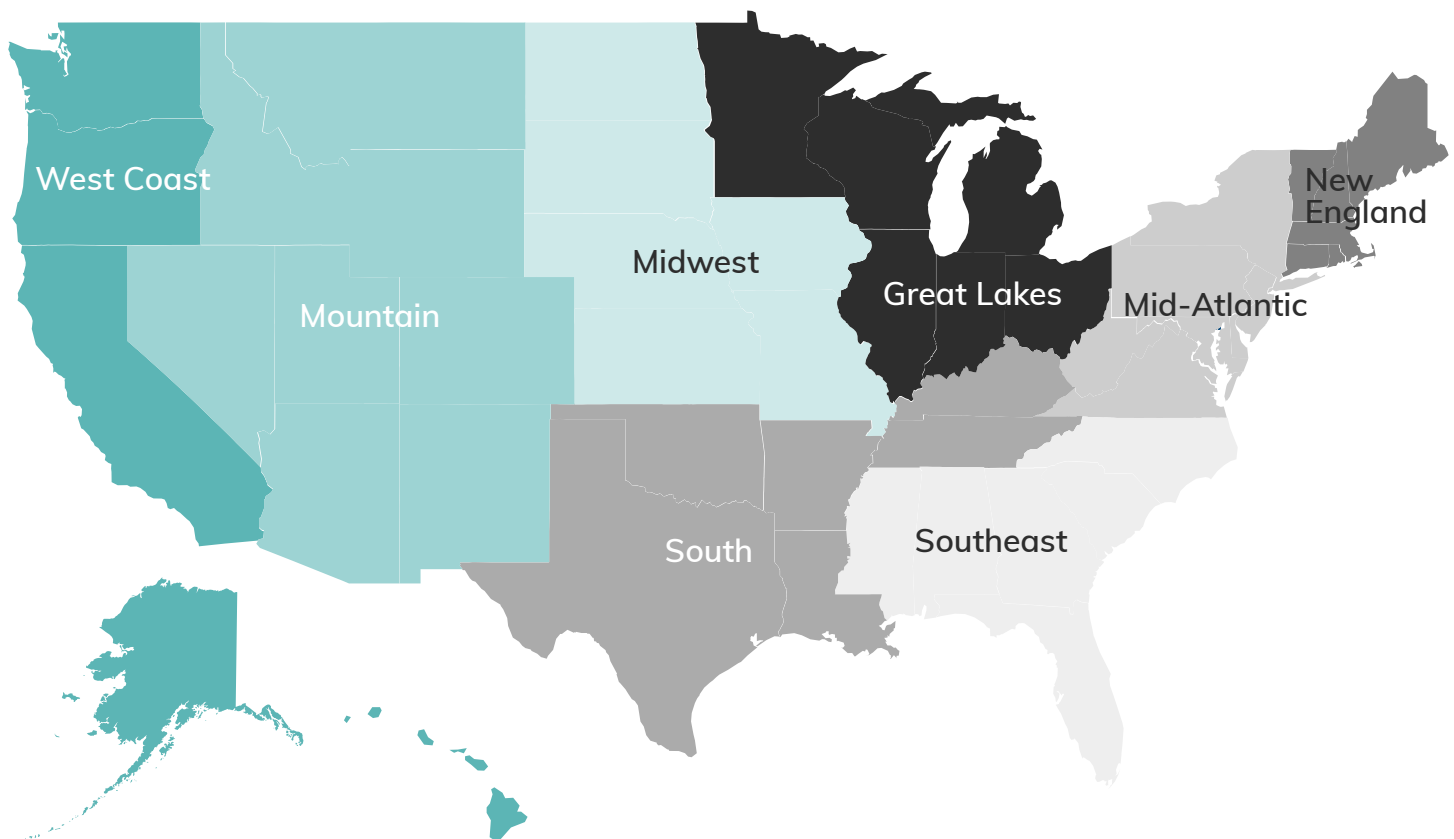 West Coast
New
England
Midwest
Great Lakes
Mid-Atlantic
Mountain
South
Southeast